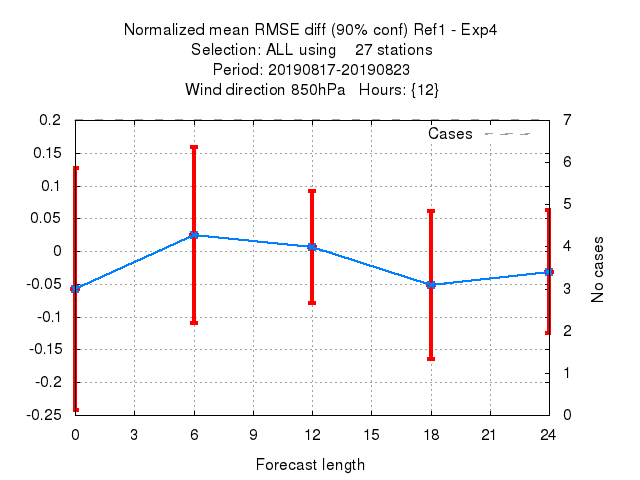 Normalized mean RMSE diff (90% conf) Ref1 - Exp4
Selection: ALL using 27 stations
Period: 20190817-20190823
Wind direction 850hPa Hours: {12}
Cases
0.2
0.15
0.1
0.05
0
-0.05
-0.1
-0.15
-0.2
-0.25
7
6
5
4
3
2
1
0
No cases
0 3 6 9 12 15 18 21 24
Forecast length